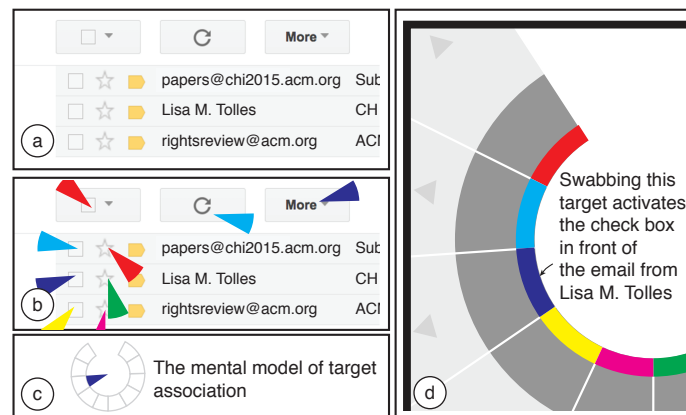 More
papers@chi2015.acm.org Sub
Lisa M. Tolles CH
rightsreview@acm.org ACM
a
More
papers@chi2015.acm.org Sub
Lisa M. Tolles CH
rightsreview@acm.org ACM
b
The mental model of target
association
c
Swabbing this
target activates
the check box
in front of
the email from
Lisa M. Tolles
d